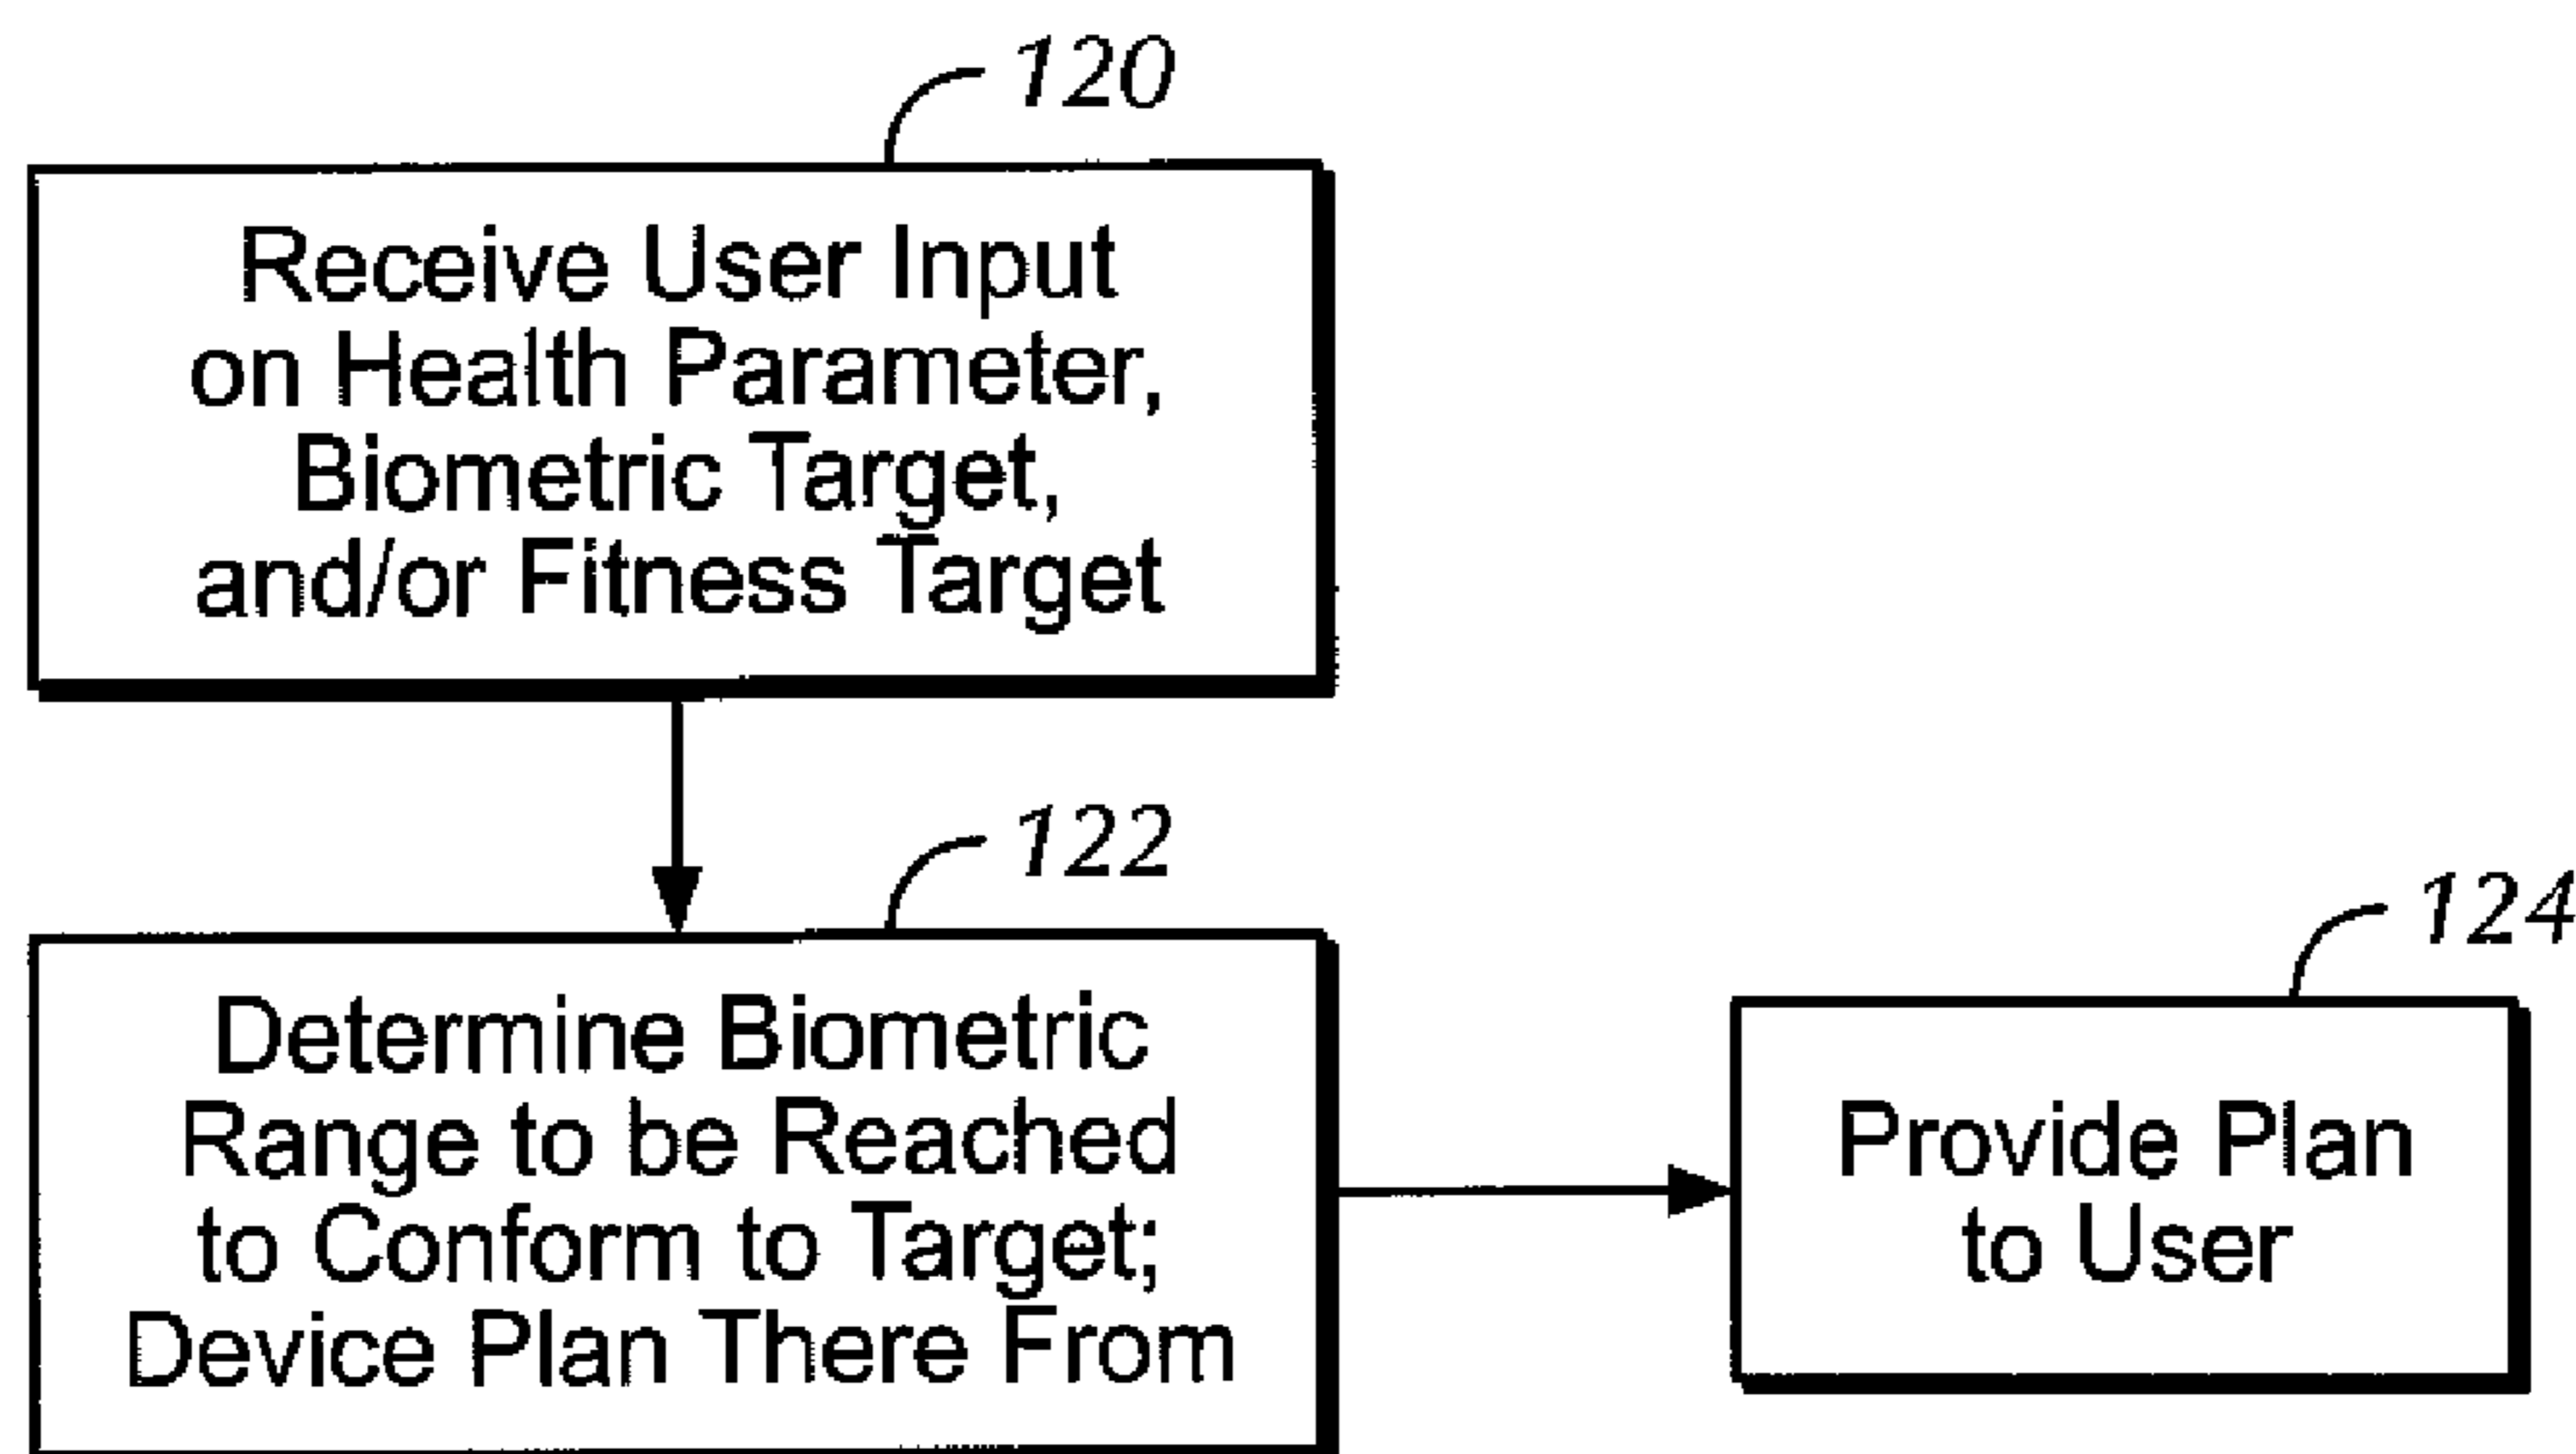 120
Receive User Input
on Health Parameter,
Biometric Target,
and/or Fitness Target
122
Determine Biometric
Range to be Reached
to Conform to Target;
Device Plan There From
124
Provide Plan
to User